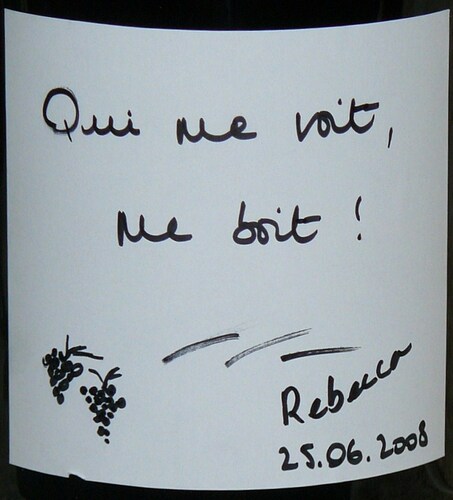 Qui me voit,
me boit !
Rebecca
25.06.2008